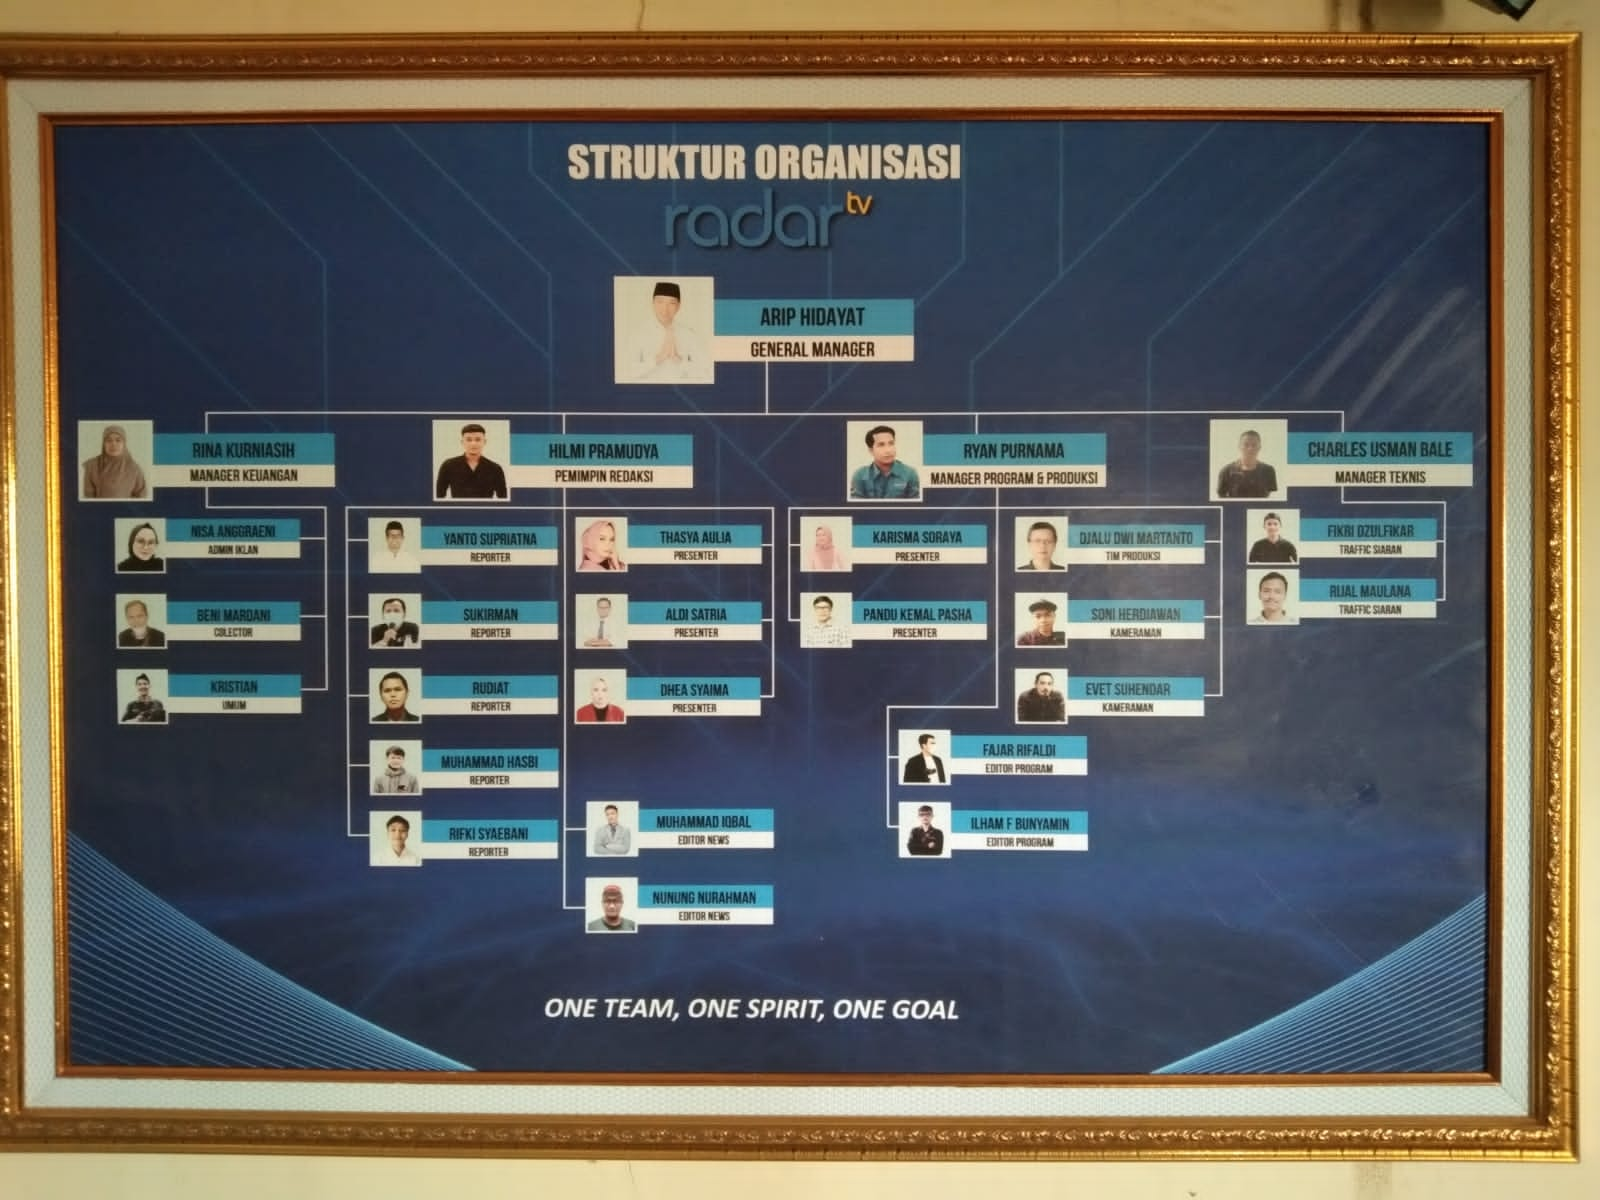 STRUKTUR ORGANISASI
radar tv
ARIP HIDAYAT
GENERAL MANAGER
RINA KURNIASIH
MANAGER KEUANGAN
NISA ANGGRAENI
ADMIN IKLAN
BENI MARDANI
COLECTOR
KRISTIAN
UMUM
HILMI PRAMUDYA
PEMIMPIN REDAKSI
YANTO SUPRIATNA
REPORTER
SUKIRMAN
REPORTER
RUDIAT
REPORTER
MUHAMMAD HASBI
REPORTER
RIFKI SYAEBANI
REPORTER
THASYA AULIA
PRESENTER
ALDI SATRIA
PRESENTER
DHEA SYAIMA
PRESENTER
MUHAMMAD IQBAL
EDITOR NEWS
NUNUNG NURAHMAN
EDITOR NEWS
RYAN PURNAMA
MANAGER PROGRAM & PRODUKSI
KARISMA SORAYA
PRESENTER
PANDU KEMAL PASHA
PRESENTER
DJALU DWI MARTANTO
TIM PRODUKSI
SONI HERDIAWAN
KAMERAMAN
EVET SUHENDAR
KAMERAMAN
FAJAR RIFALDI
EDITOR PROGRAM
ILHAM F BUNYAMIN
EDITOR PROGRAM
CHARLES USMAN BALE
MANAGER TEKNIS
FIKRI DZULFIKAR
TRAFFIC SIARAN
RIJAL MAULANA
TRAFFIC SIARAN
ONE TEAM, ONE SPIRIT, ONE GOAL